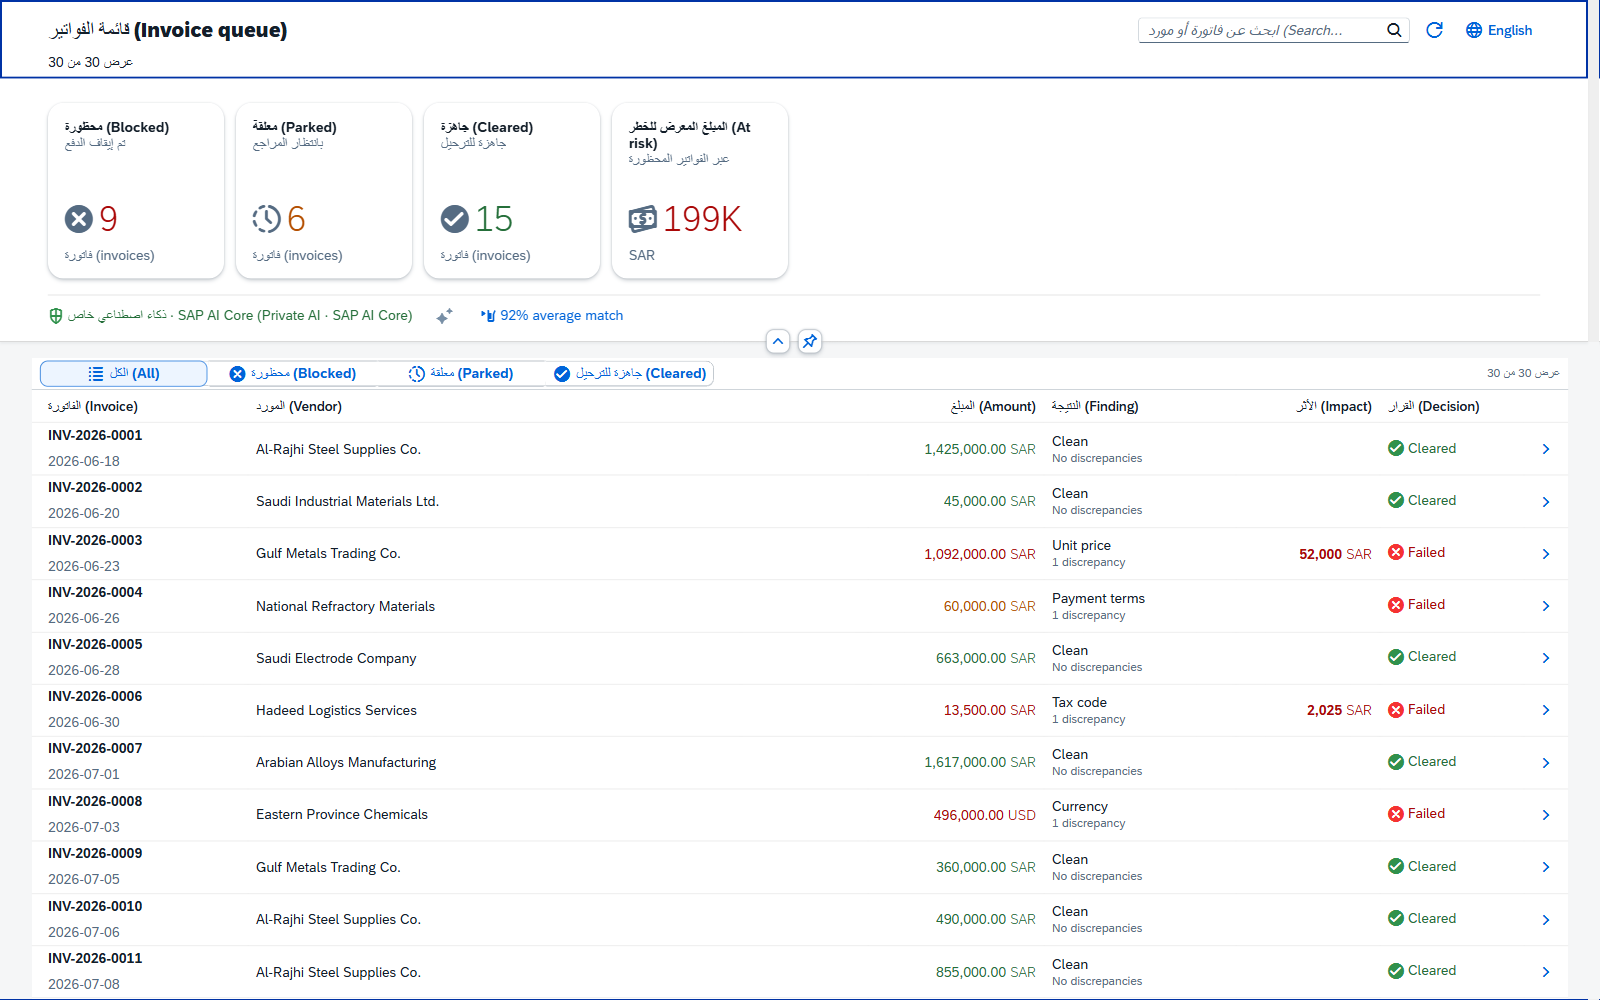 قائمة الفواتير (Invoice queue)
عرض 30 من 30
ابحث عن فاتورة أو مورد (Search...
English
محظورة (Blocked)
تم إيقاف الدفع
9
فاتورة (invoices)
معلقة (Parked)
بانتظار المراجع
6
فاتورة (invoices)
جاهزة (Cleared)
جاهزة للترحيل
15
فاتورة (invoices)
المبلغ المعرض للخطر (At
risk)
عبر الفواتير المحظورة
199K
SAR
ذكاء اصطناعي خاص · SAP AI Core (Private AI · SAP AI Core)
92% average match
الكل (All)
محظورة (Blocked)
معلقة (Parked)
جاهزة للترحيل (Cleared)
عرض 30 من 30
الفاتورة (Invoice) المورد (Vendor) المبلغ (Amount) النتيجة (Finding) الأثر (Impact) القرار (Decision)
INV-2026-0001
2026-06-18
Al-Rajhi Steel Supplies Co.
1,425,000.00 SAR
Clean
No discrepancies
Cleared
INV-2026-0002
2026-06-20
Saudi Industrial Materials Ltd.
45,000.00 SAR
Clean
No discrepancies
Cleared
INV-2026-0003
2026-06-23
Gulf Metals Trading Co.
1,092,000.00 SAR
Unit price
1 discrepancy
52,000 SAR
Failed
INV-2026-0004
2026-06-26
National Refractory Materials
60,000.00 SAR
Payment terms
1 discrepancy
Failed
INV-2026-0005
2026-06-28
Saudi Electrode Company
663,000.00 SAR
Clean
No discrepancies
Cleared
INV-2026-0006
2026-06-30
Hadeed Logistics Services
13,500.00 SAR
Tax code
1 discrepancy
2,025 SAR
Failed
INV-2026-0007
2026-07-01
Arabian Alloys Manufacturing
1,617,000.00 SAR
Clean
No discrepancies
Cleared
INV-2026-0008
2026-07-03
Eastern Province Chemicals
496,000.00 USD
Currency
1 discrepancy
Failed
INV-2026-0009
2026-07-05
Gulf Metals Trading Co.
360,000.00 SAR
Clean
No discrepancies
Cleared
INV-2026-0010
2026-07-06
Al-Rajhi Steel Supplies Co.
490,000.00 SAR
Clean
No discrepancies
Cleared
INV-2026-0011
2026-07-08
Al-Rajhi Steel Supplies Co.
855,000.00 SAR
Clean
No discrepancies
Cleared